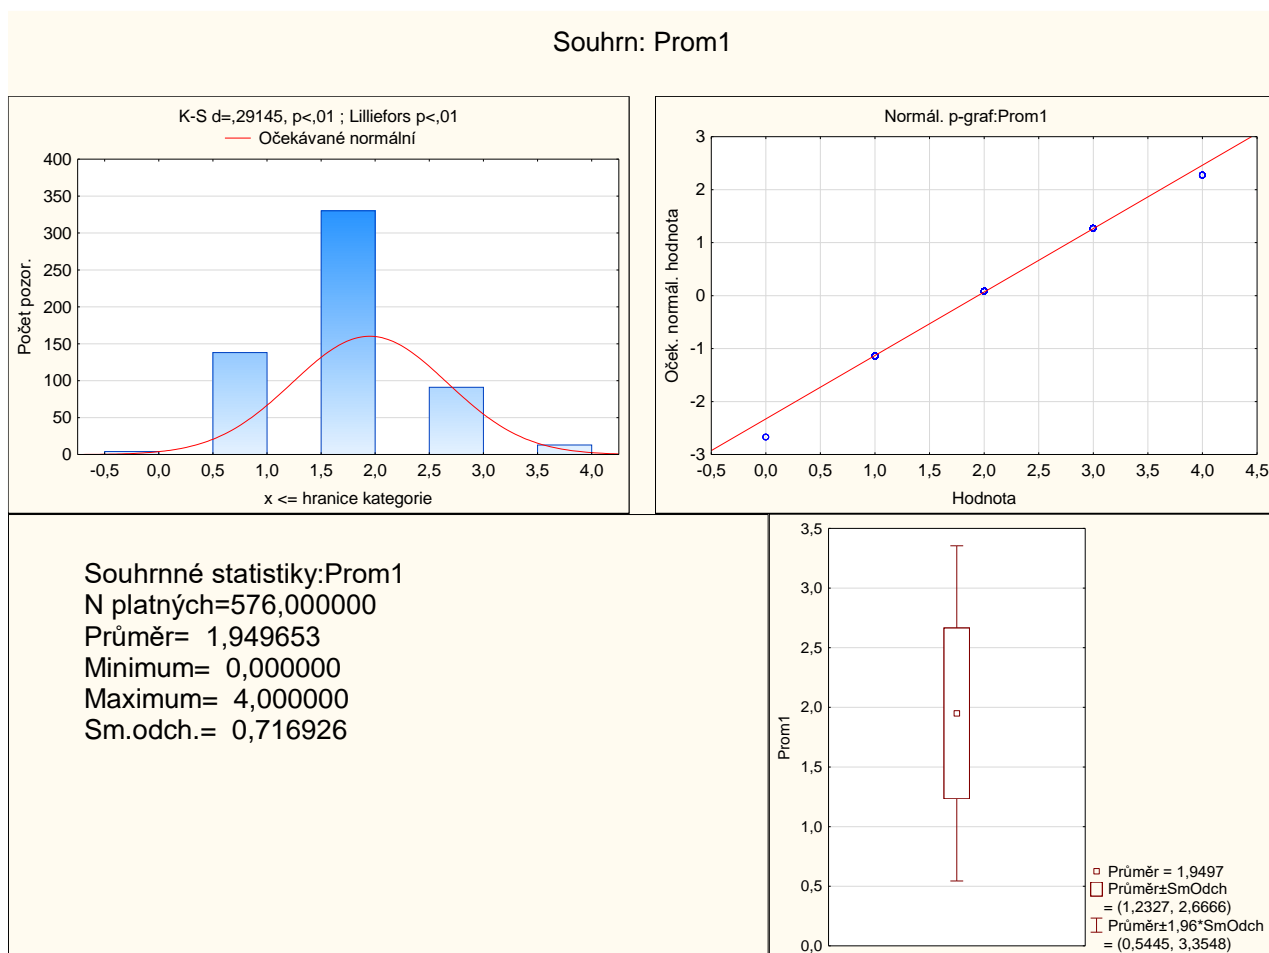 Souhrn: Prom1
K-S d=,29145, p<,01 ; Lilliefors p<,01
Očekávané normální
400
350
300
250
200
150
100
50
0
Počet pozor.
-0,5 0,0 0,5 1,0 1,5 2,0 2,5 3,0 3,5 4,0
x <= hranice kategorie
Normál. p-graf:Prom1
3
2
1
0
-1
-2
-3
Oček. normál. hodnota
-0,5 0,0 0,5 1,0 1,5 2,0 2,5 3,0 3,5 4,0 4,5
Hodnota
Souhrnné statistiky:Prom1
N platných=576,000000
Průměr= 1,949653
Minimum= 0,000000
Maximum= 4,000000
Sm.odch.= 0,716926
3,5
3,0
2,5
2,0
1,5
1,0
0,5
0,0
Prom1
Průměr = 1,9497
Průměr±SmOdch
= (1,2327, 2,6666)
Průměr±1,96*SmOdch
= (0,5445, 3,3548)